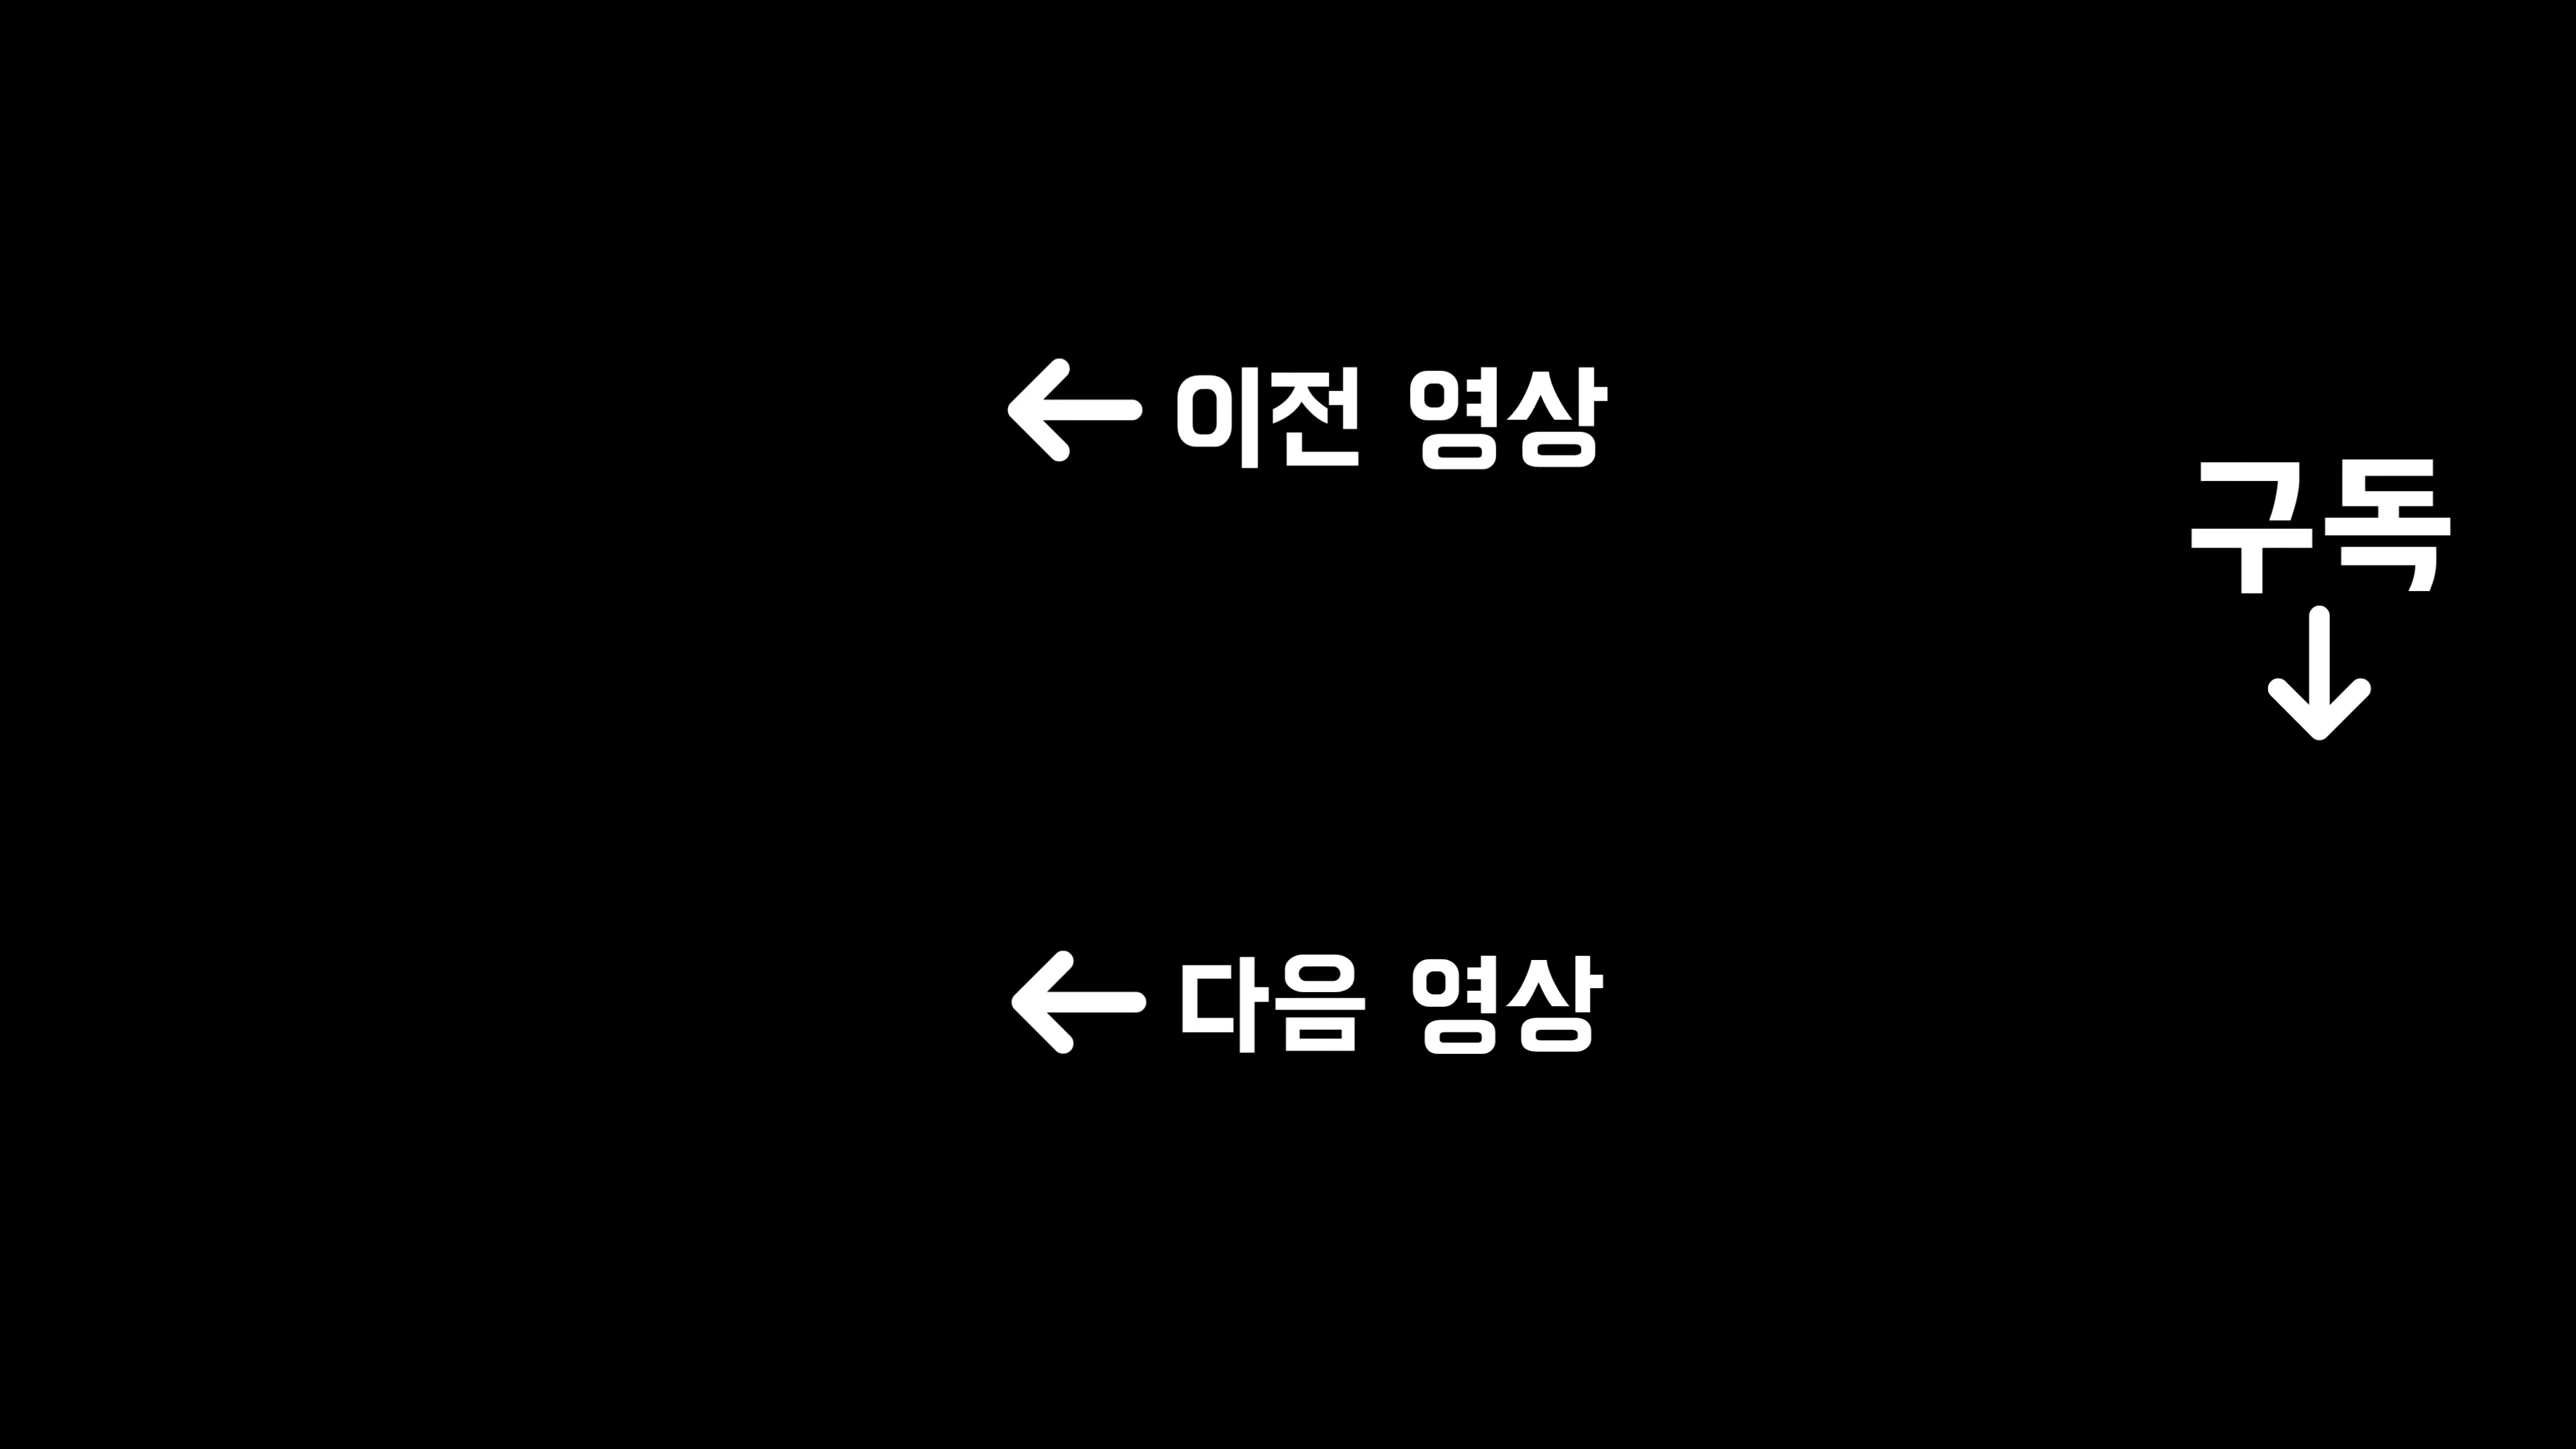 ← 이전 영상
구독
↓
← 다음 영상